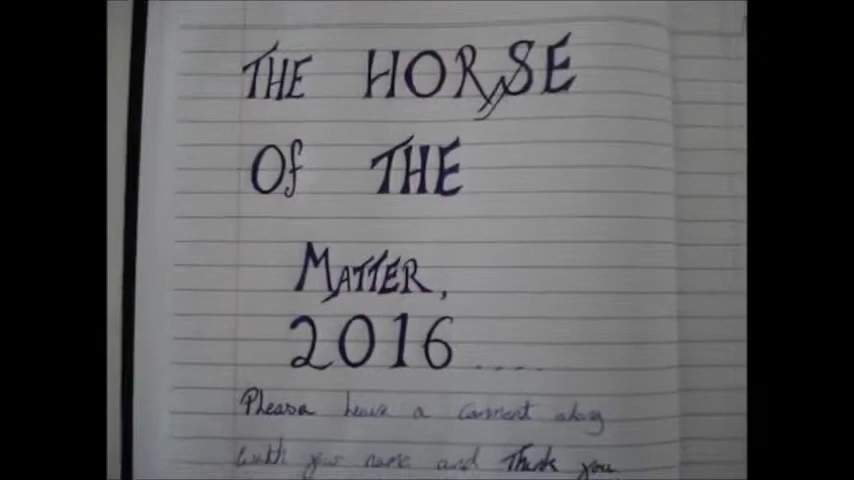 THE HORSE
Of THE
MATTER,
2016.....
Please leave a comment along
with your name and Thank you